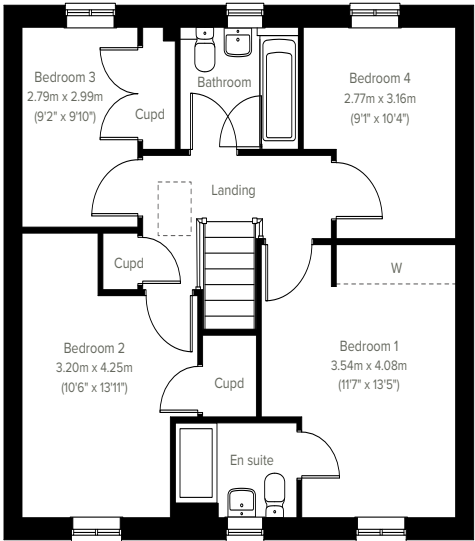 Bedroom 3
2.79m x 2.99m
(9'2" x 9'10")
Cupd
Bathroom
Bedroom 4
2.77m x 3.16m
(9'1" x 10'4")
Landing
Cupd
W
Bedroom 2
3.20m x 4.25m
(10'6" x 13'11")
Cupd
Bedroom 1
3.54m x 4.08m
(11'7" x 13'5")
En suite